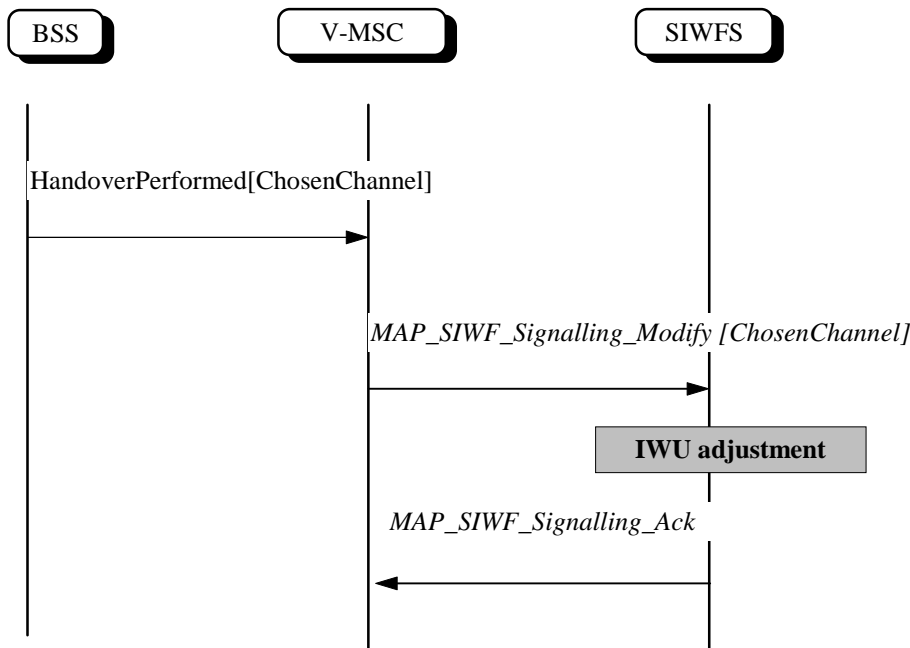 BSS
V-MSC
SIWFS
HandoverPerformed[ChosenChannel]
MAP_SIWF_Signalling_Modify [ChosenChannel]
IWU adjustment
MAP_SIWF_Signalling_Ack